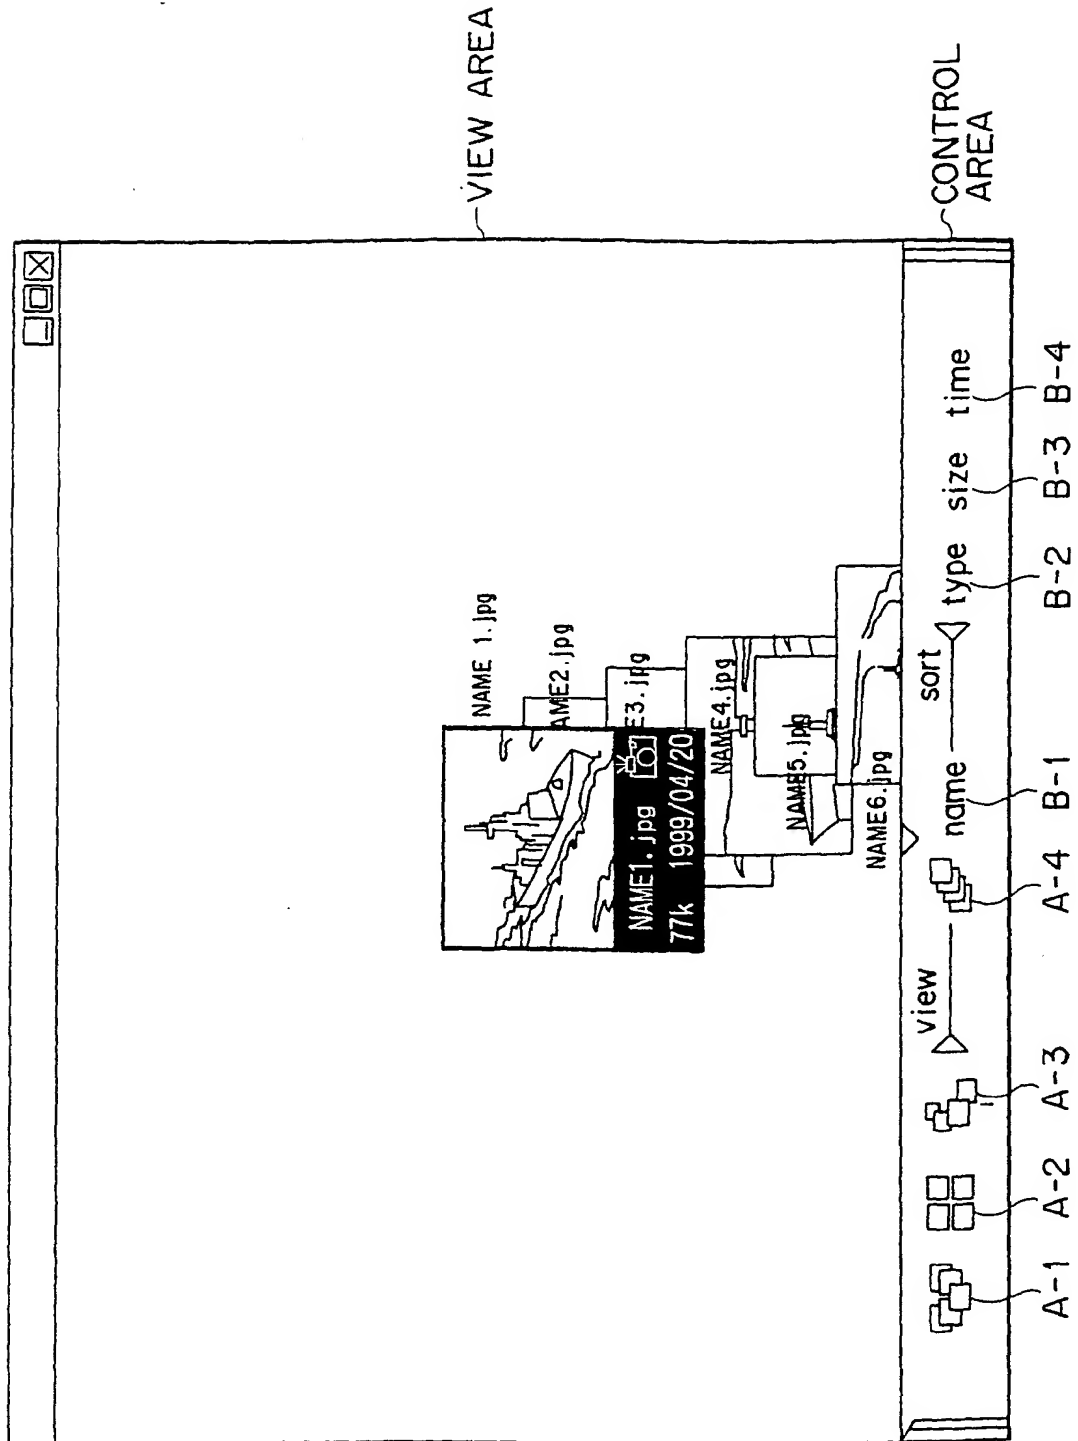 VIEW AREA
NAME 1.jpg
AME2.jpg
E3.jpg
NAME1.jpg
77k 1999/04/20
NAME4.jpg
NAME5.jpg
NAME6.jpg
view
sort
name
type
size
time
CONTROL
AREA
A-1
A-2
A-3
A-4
B-1
B-2
B-3
B-4